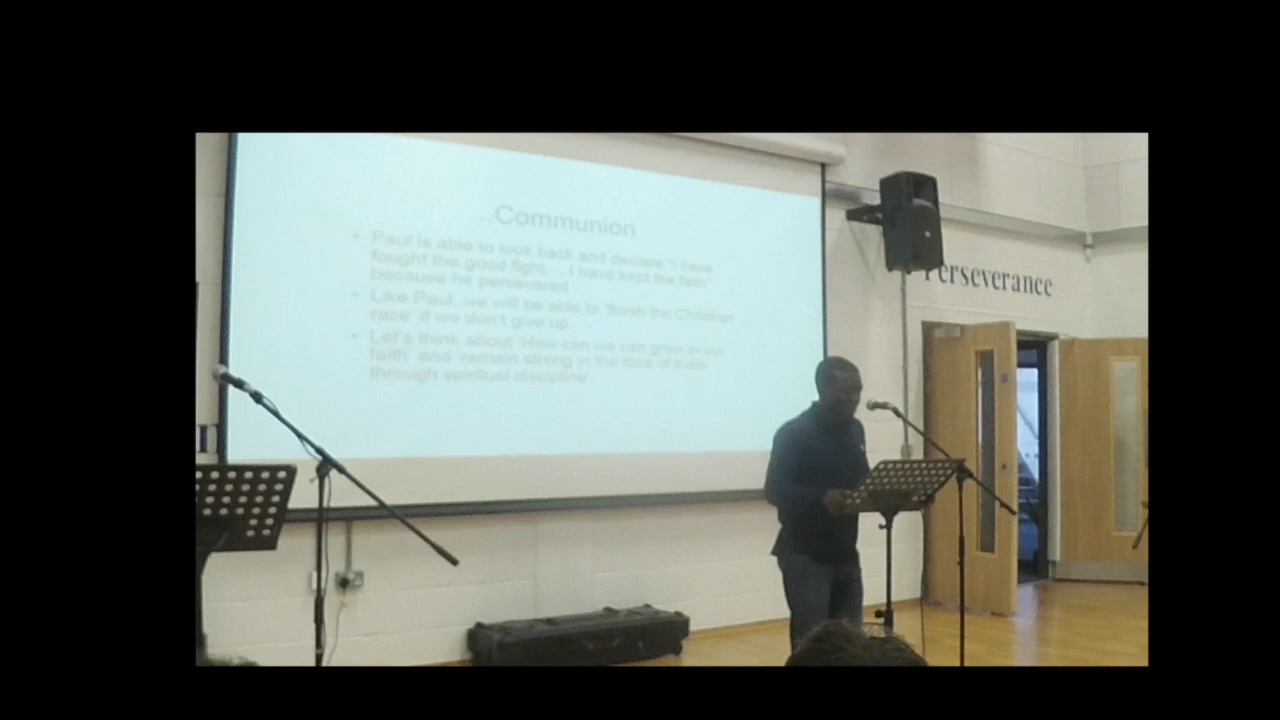 ..Communion
• Paul is able to look back and declare 'I have
fought the good fight... I have kept the faith"
because he persevered
• Like Paul, we will be able to 'finish the Christian
race' if we don't give up.
• Let's think about 'How can we can grow in our
faith' and 'remain strong in the face of trials
through spiritual discipline'
Perseverance